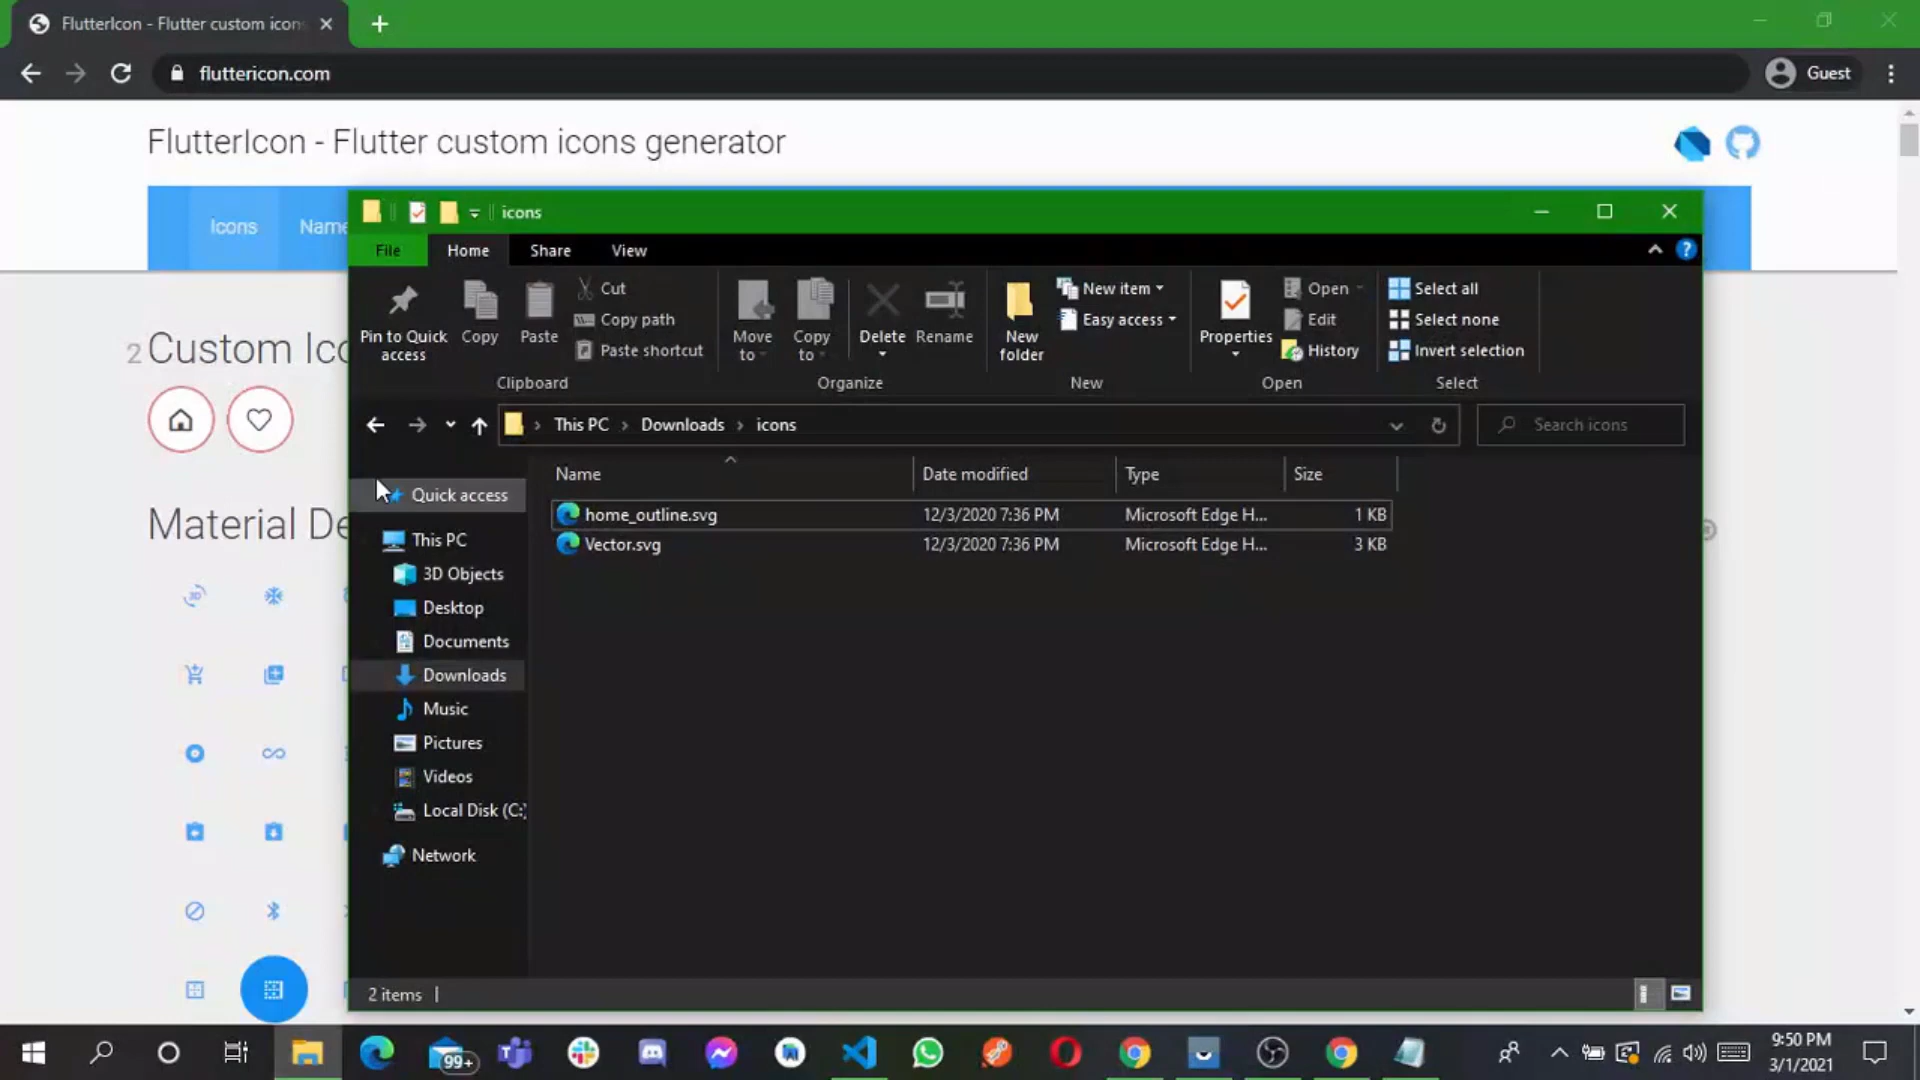 FlutterIcon - Flutter custom icon
fluttericon.com
Guest
FlutterIcon - Flutter custom icons generator
Icons
Name
icons
File
Home
Share
View
Pin to Quick access
Copy
Paste
Cut
Copy path
Paste shortcut
Move to
Copy to
Delete
Rename
New folder
New item
Easy access
Properties
Open
Edit
History
Select all
Select none
Invert selection
Clipboard
Organize
New
Open
Select
2 Custom Ico
This PC
Downloads
icons
Search icons
Name
Date modified
Type
Size
Quick access
home_outline.svg
12/3/2020 7:36 PM
Microsoft Edge H...
1 KB
Material De
Vector.svg
12/3/2020 7:36 PM
Microsoft Edge H...
3 KB
This PC
3D Objects
Desktop
Documents
Downloads
Music
Pictures
Videos
Local Disk (C:)
Network
2 items
99+
9:50 PM
3/1/2021